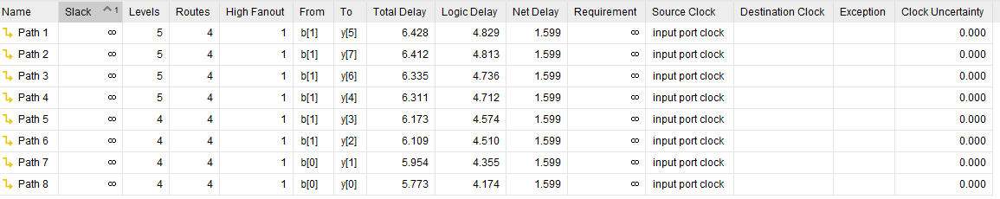 Name Slack ^1 Levels Routes High Fanout From To Total Delay Logic Delay Net Delay Requirement Source Clock Destination Clock Exception Clock Uncertainty
Path 1 ∞ 5 4 1 b[1] y[5] 6.428 4.829 1.599 ∞ input port clock 0.000
Path 2 ∞ 5 4 1 b[1] y[7] 6.412 4.813 1.599 ∞ input port clock 0.000
Path 3 ∞ 5 4 1 b[1] y[6] 6.335 4.736 1.599 ∞ input port clock 0.000
Path 4 ∞ 5 4 1 b[1] y[4] 6.311 4.712 1.599 ∞ input port clock 0.000
Path 5 ∞ 4 4 1 b[1] y[3] 6.173 4.574 1.599 ∞ input port clock 0.000
Path 6 ∞ 4 4 1 b[1] y[2] 6.109 4.510 1.599 ∞ input port clock 0.000
Path 7 ∞ 4 4 1 b[0] y[1] 5.954 4.355 1.599 ∞ input port clock 0.000
Path 8 ∞ 4 4 1 b[0] y[0] 5.773 4.174 1.599 ∞ input port clock 0.000